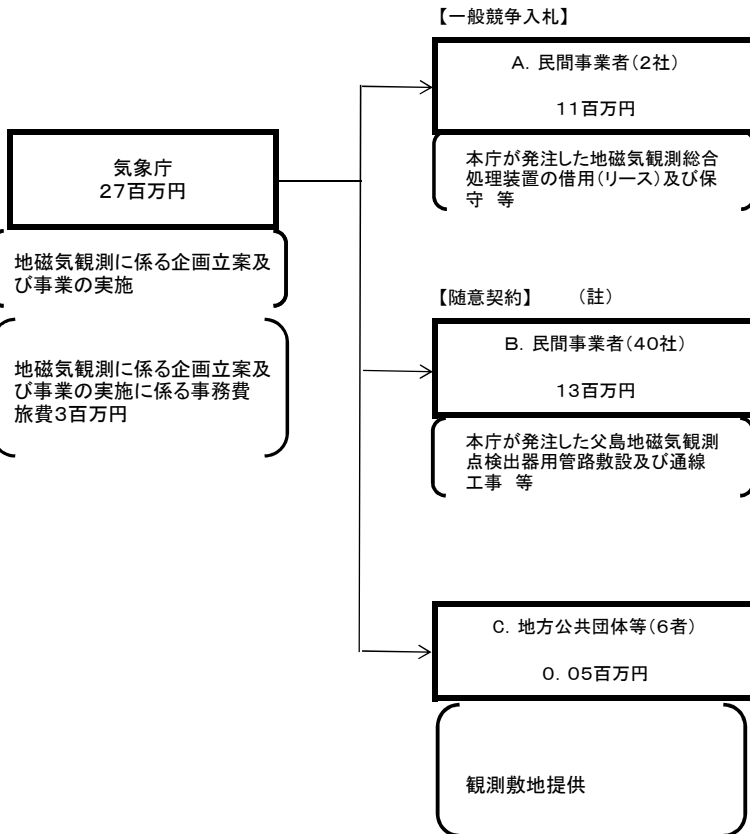 気象庁
27百万円
地磁気観測に係る企画立案及
び事業の実施
地磁気観測に係る企画立案及
び事業の実施に係る事務費
旅費3百万円
【一般競争入札】
A. 民間事業者(2社)
11百万円
本庁が発注した地磁気観測総合
処理装置の借用(リース)及び保
守 等
【随意契約】 (註)
B. 民間事業者(40社)
13百万円
本庁が発注した父島地磁気観測
点検出器用管路敷設及び通線
工事 等
C. 地方公共団体等(6者)
0. 05百万円
観測敷地提供